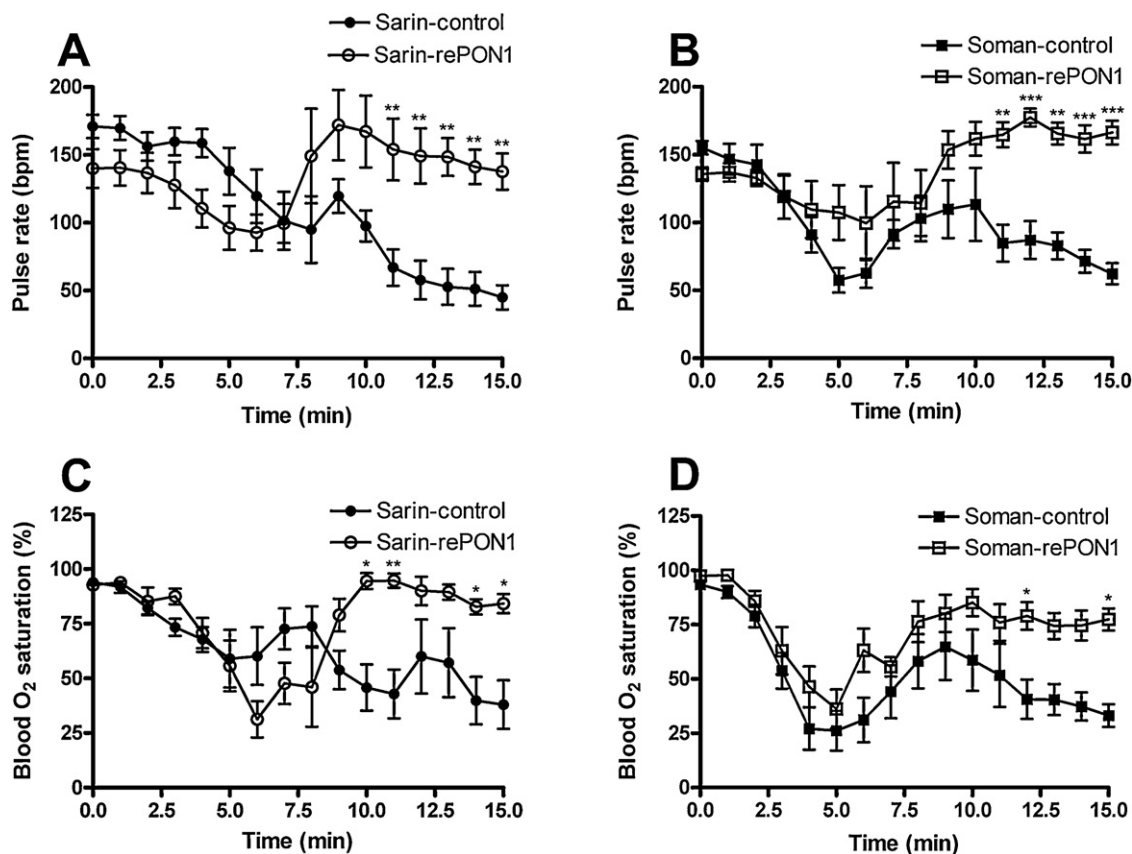 A
Sarin-control
Sarin-rePON1
200
150
100
50
0
Pulse rate (bpm)
** ** ** ** **
0.0 2.5 5.0 7.5 10.0 12.5 15.0
Time (min)
B
Soman-control
Soman-rePON1
200
150
100
50
0
Pulse rate (bpm)
** *** ** *** ***
0.0 2.5 5.0 7.5 10.0 12.5 15.0
Time (min)
C
Sarin-control
Sarin-rePON1
125
100
75
50
25
0
Blood O₂ saturation (%)
* ** * *
0.0 2.5 5.0 7.5 10.0 12.5 15.0
Time (min)
D
Soman-control
Soman-rePON1
125
100
75
50
25
0
Blood O₂ saturation (%)
* *
0.0 2.5 5.0 7.5 10.0 12.5 15.0
Time (min)